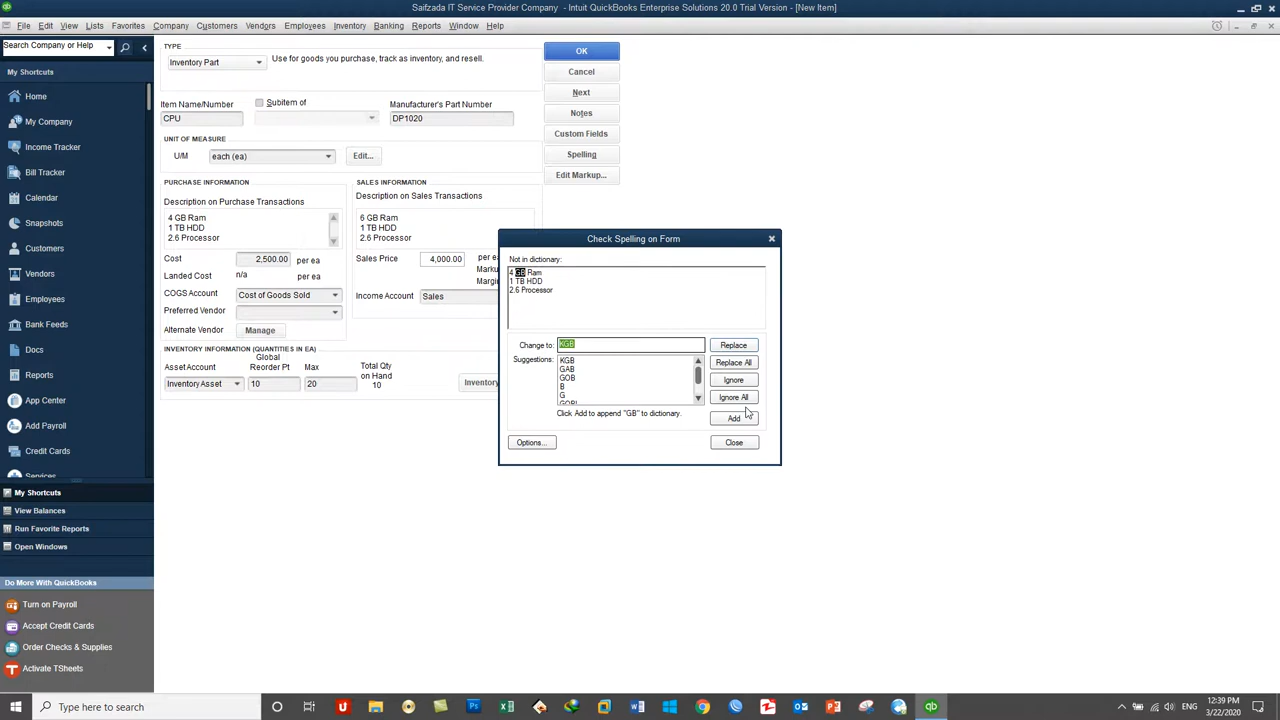 Saifzada IT Service Provider Company - Intuit QuickBooks Enterprise Solutions 20.0 Trial Version - [New Item]
File Edit View Lists Favorites Company Customers Vendors Employees Inventory Banking Reports Window Help
Search Company or Help
My Shortcuts
Home
My Company
Income Tracker
Bill Tracker
Calendar
Snapshots
Customers
Vendors
Employees
Bank Feeds
Docs
Reports
App Center
Add Payroll
Credit Cards
Services
My Shortcuts
View Balances
Run Favorite Reports
Open Windows
Do More With QuickBooks
Turn on Payroll
Accept Credit Cards
Order Checks & Supplies
Activate TSheets
TYPE
Inventory Part
Use for goods you purchase, track as inventory, and resell.
OK
Cancel
Next
Notes
Custom Fields
Spelling
Edit Markup...
Item Name/Number
Subitem of
Manufacturer's Part Number
CPU
DP1020
UNIT OF MEASURE
U/M
each (ea)
Edit...
PURCHASE INFORMATION
Description on Purchase Transactions
4 GB Ram
1 TB HDD
2.6 Processor
Cost 2,500.00 per ea
Landed Cost n/a per ea
COGS Account Cost of Goods Sold
Preferred Vendor
Alternate Vendor Manage
SALES INFORMATION
Description on Sales Transactions
6 GB Ram
1 TB HDD
2.6 Processor
Sales Price 4,000.00 per ea
Marku
Margin
Income Account Sales
INVENTORY INFORMATION (QUANTITIES IN EA)
Asset Account
Global
Reorder Pt
Max
Total Qty
on Hand
Inventory Asset
10
20
10
Inventory
Check Spelling on Form
Not in dictionary:
4 GB Ram
1 TB HDD
2.6 Processor
Change to: KGB
Suggestions:
KGB
GAB
GOB
B
G
Replace
Replace All
Ignore
Ignore All
Add
Click Add to append "GB" to dictionary.
Options...
Close
Type here to search
ENG
12:39 PM
3/22/2020